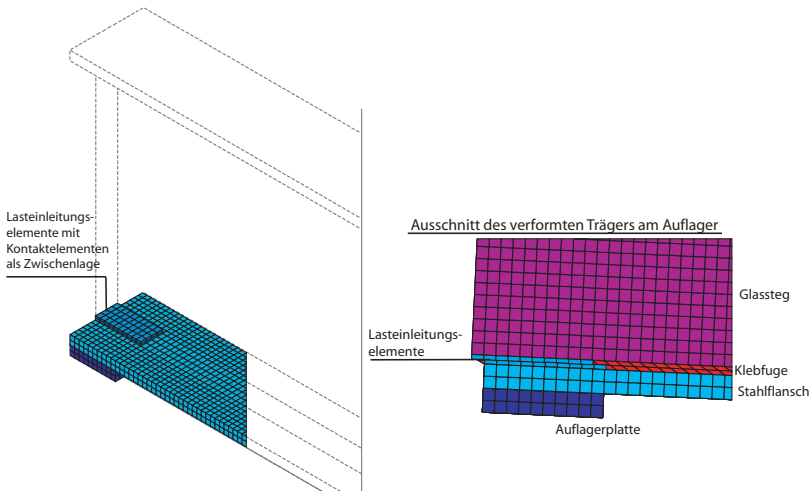 Lasteinleitungs-
elemente mit
Kontaktelementen
als Zwischenlage
Ausschnitt des verformten Trägers am Auflager
Glassteg
Lasteinleitungs-
elemente
Klebfuge
Stahlflansch
Auflagerplatte